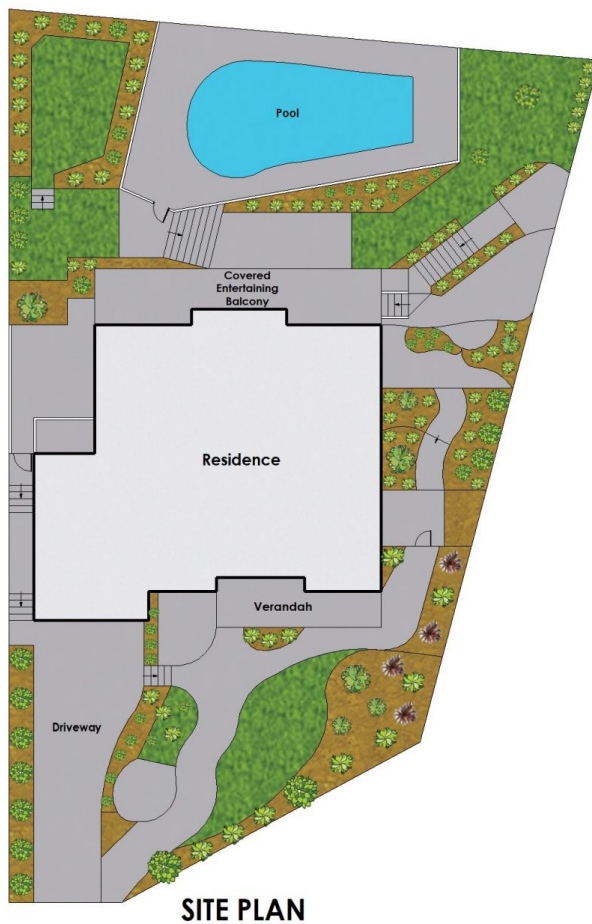 Pool
Covered
Entertaining
Balcony
Residence
Verandah
Driveway
SITE PLAN